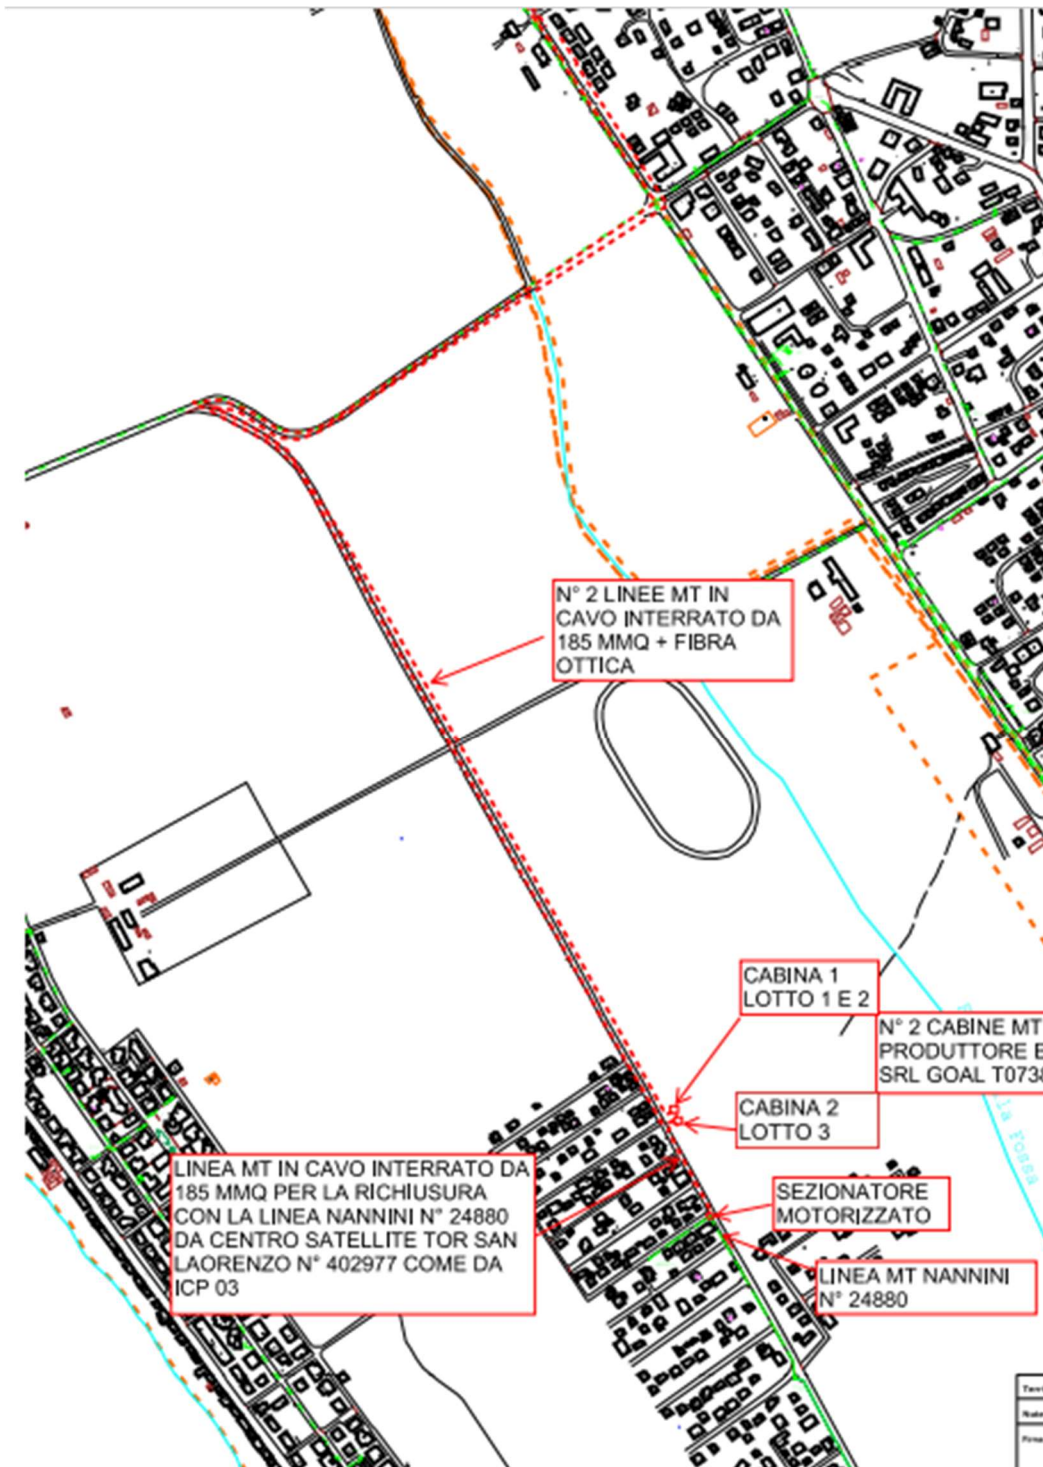 N° 2 LINEE MT IN
CAVO INTERRATO DA
185 MMQ + FIBRA
OTTICA
CABINA 1
LOTTO 1 E 2
N° 2 CABINE MT
PRODUTTORE E
SRL GOAL T0738
CABINA 2
LOTTO 3
la Fossa
LINEA MT IN CAVO INTERRATO DA
185 MMQ PER LA RICHIUSURA
CON LA LINEA NANNINI N° 24880
DA CENTRO SATELLITE TOR SAN
LAORENZO N° 402977 COME DA
ICP 03
SEZIONATORE
MOTORIZZATO
LINEA MT NANNINI
N° 24880